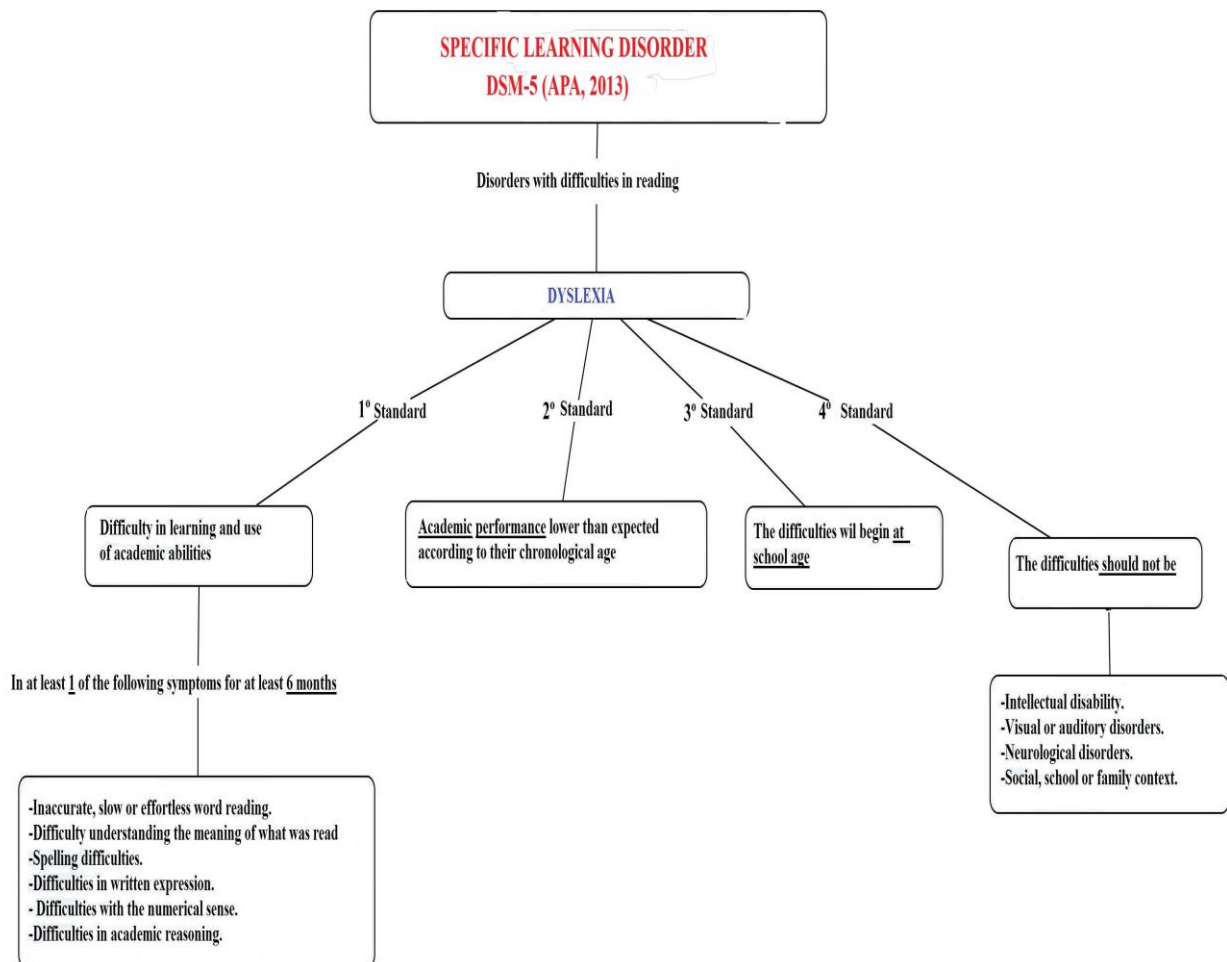 SPECIFIC LEARNING DISORDER
DSM-5 (APA, 2013)
Disorders with difficulties in reading
DYSLEXIA
1º Standard
2º Standard
3º Standard
4º Standard
Difficulty in learning and use
of academic abilities
Academic performance lower than expected
according to their chronological age
The difficulties wil begin at
school age
The difficulties should not be
In at least 1 of the following symptoms for at least 6 months
-Intellectual disability.
-Visual or auditory disorders.
-Neurological disorders.
-Social, school or family context.
-Inaccurate, slow or effortless word reading.
-Difficulty understanding the meaning of what was read
-Spelling difficulties.
-Difficulties in written expression.
- Difficulties with the numerical sense.
-Difficulties in academic reasoning.